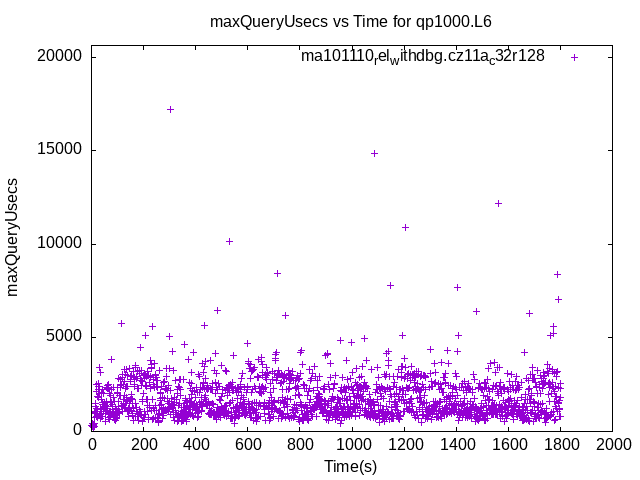 maxQueryUsecs vs Time for qp1000.L6
ma101110relwithdbg.cz11ac32r128
20000
15000
10000
5000
0
maxQueryUsecs
0 200 400 600 800 1000 1200 1400 1600 1800 2000
Time(s)